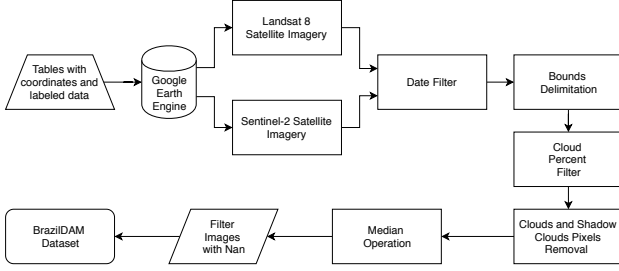 Tables with
coordinates and
labeled data
Google
Earth
Engine
Landsat 8
Satellite Imagery
Sentinel-2 Satellite
Imagery
Date Filter
Bounds
Delimitation
Cloud
Percent
Filter
Clouds and Shadow
Clouds Pixels
Removal
Median
Operation
Filter
Images
with Nan
BrazilDAM
Dataset